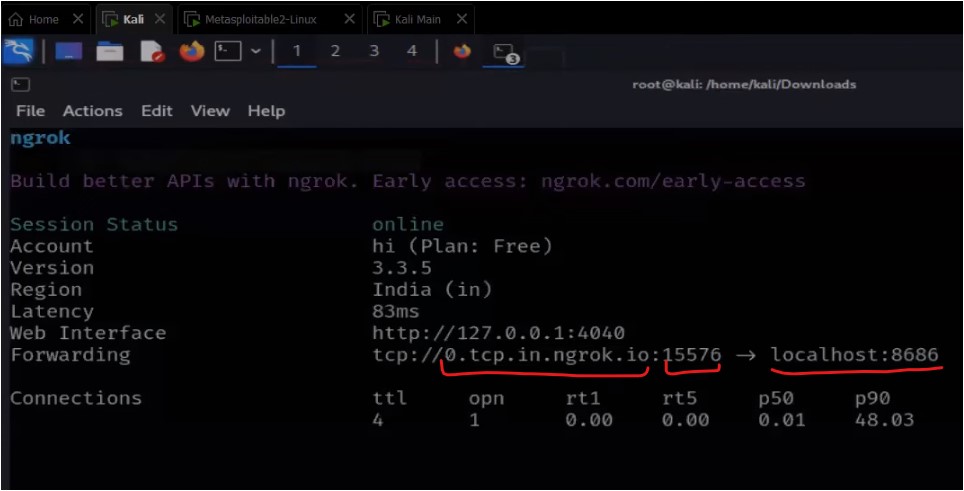 Home Kali Metasploitable2-Linux Kali Main
1 2 3 4 3
root@kali: /home/kali/Downloads
File Actions Edit View Help
ngrok
Build better APIs with ngrok. Early access: ngrok.com/early-access
Session Status online
Account hi (Plan: Free)
Version 3.3.5
Region India (in)
Latency 83ms
Web Interface http://127.0.0.1:4040
Forwarding tcp://0.tcp.in.ngrok.io:15576 → localhost:8686
Connections ttl opn rt1 rt5 p50 p90
4 1 0.00 0.00 0.01 48.03